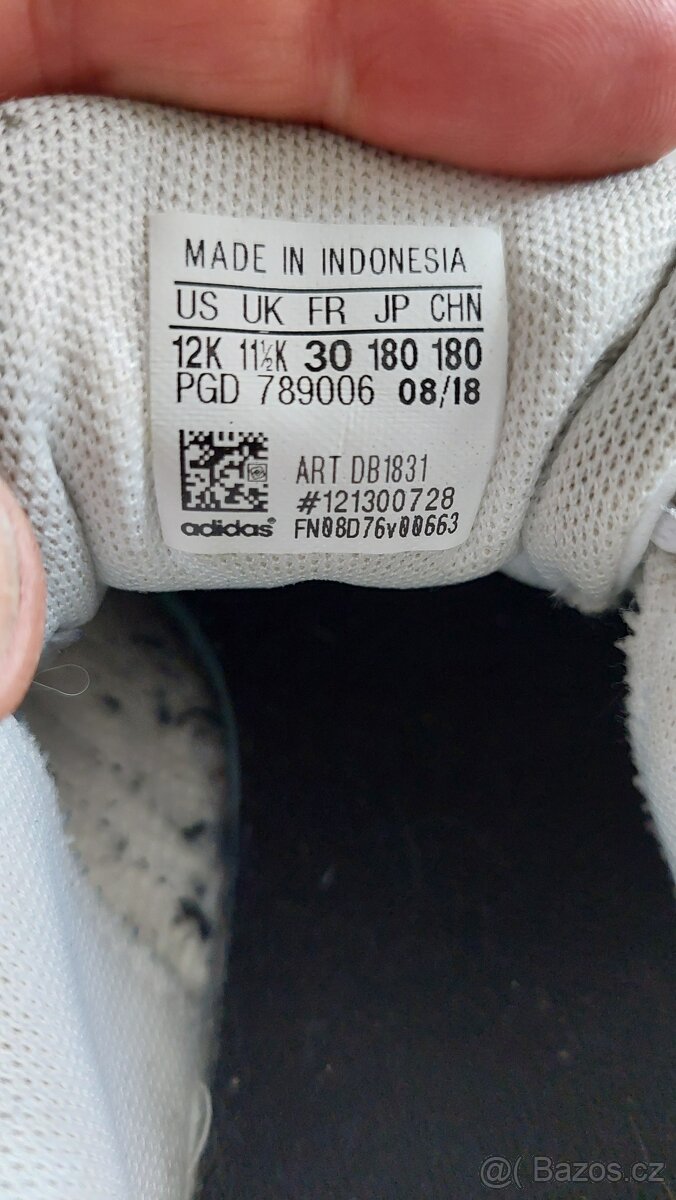 MADE IN INDONESIA
US UK FR JP CHN
12K 11½K 30 180 180
PGD 789006 08/18
ART DB1831
#121300728
adidas® FN08D76v00663
@( Bazos.cz